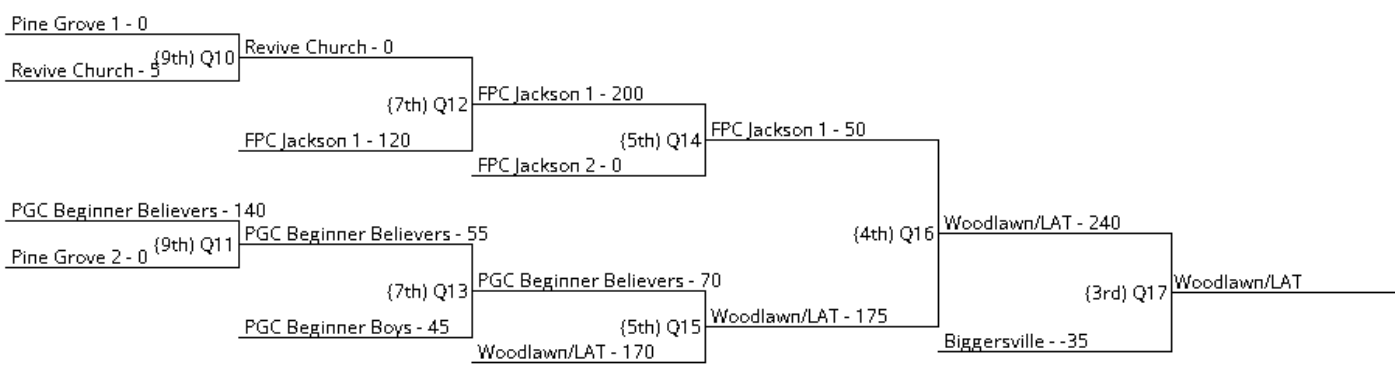 Pine Grove 1 - 0
{9th) Q10
Revive Church - 5
Revive Church - 0
{7th) Q12
FPC Jackson 1 - 120
FPC Jackson 1 - 200
{5th) Q14
FPC Jackson 2 - 0
FPC Jackson 1 - 50
PGC Beginner Believers - 140
{9th) Q11
Pine Grove 2 - 0
PGC Beginner Believers - 55
{7th) Q13
PGC Beginner Boys - 45
PGC Beginner Believers - 70
{5th) Q15
Woodlawn/LAT - 170
Woodlawn/LAT - 175
{4th) Q16
Woodlawn/LAT - 240
{3rd) Q17
Biggersville - -35
Woodlawn/LAT